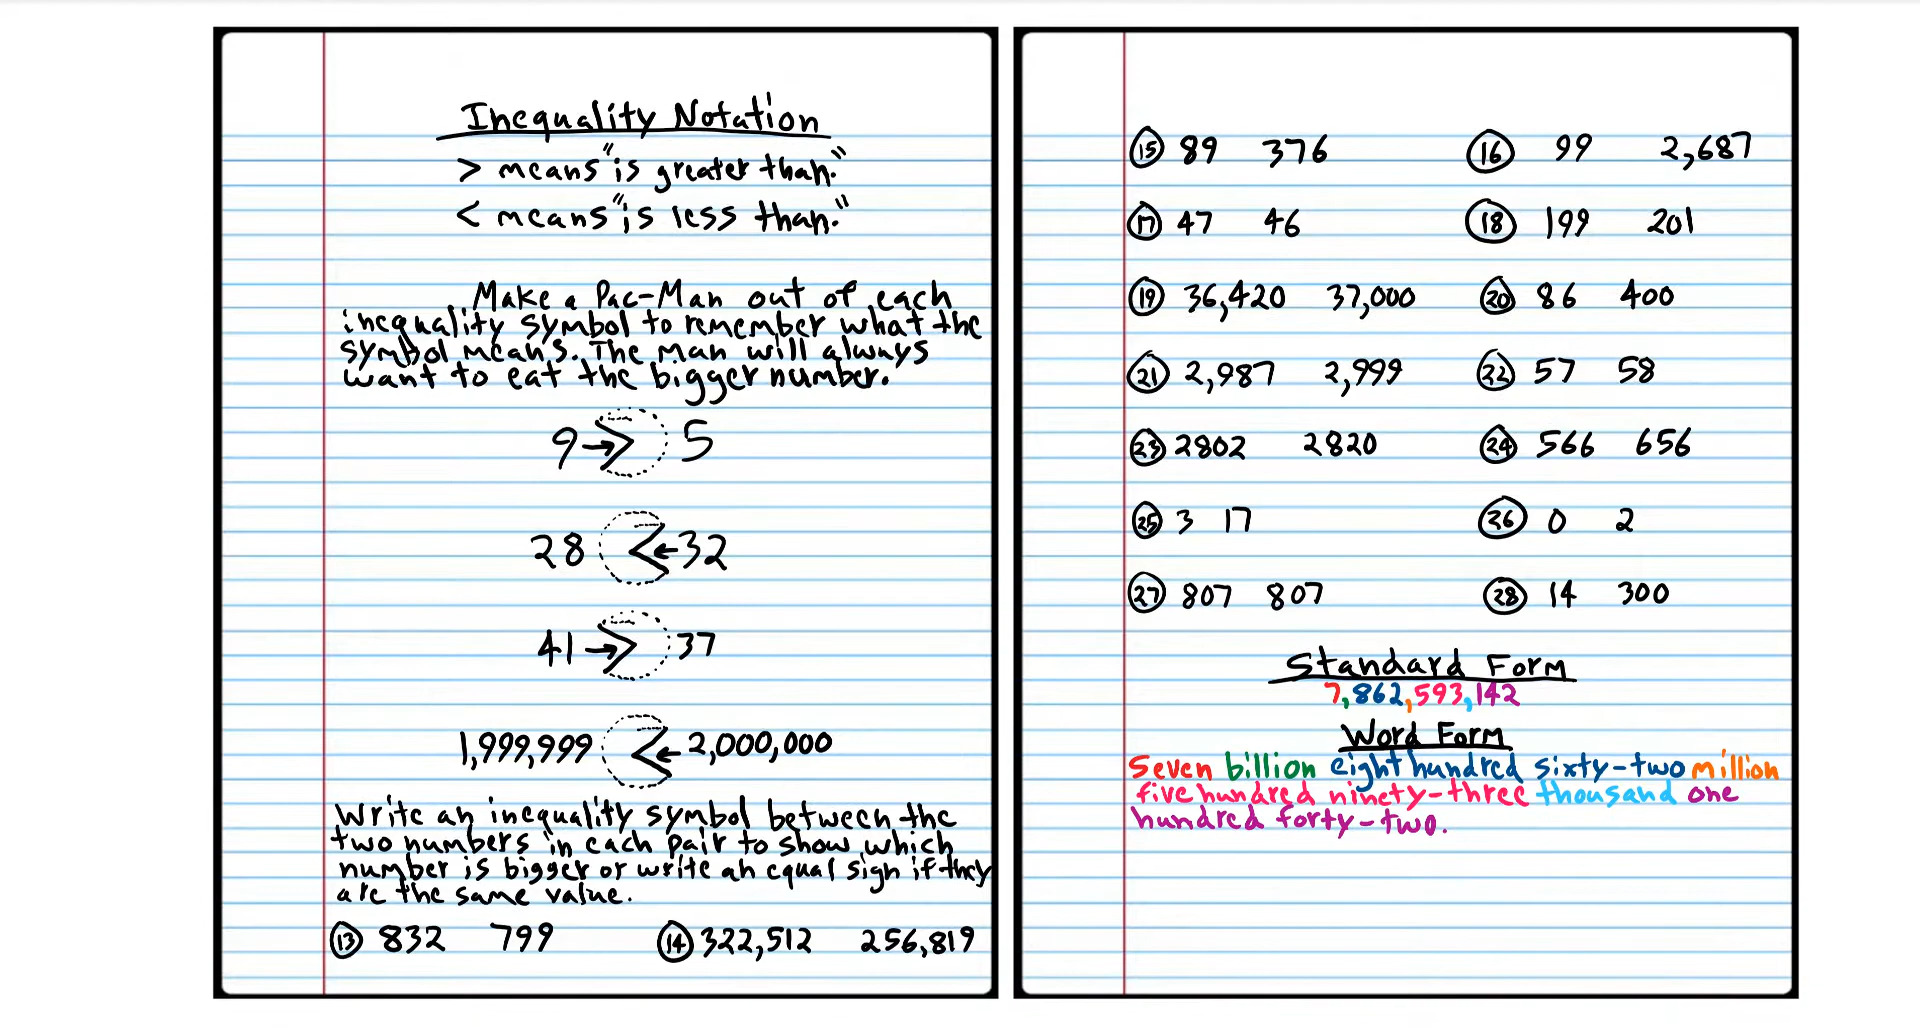 Inequality Notation
> means "is greater than."
< means "is less than."
Make a Pac-Man out of each
inequality symbol to remember what the
symbol means. The man will always
want to eat the bigger number.
9 → > 5
28 < ← 32
41 → > 37
1,999,999 < ← 2,000,000
Write an inequality symbol between the
two numbers in each pair to show which
number is bigger or write an equal sign if they
are the same value.
13 832 799 14 322,512 256,819
15 89 376 16 99 2,687
17 47 46 18 199 201
19 36,420 37,000 20 86 400
21 2,987 2,999 22 57 58
23 2802 2820 24 566 656
25 3 17 26 0 2
27 807 807 28 14 300
Standard Form
7,862,593,142
Word Form
Seven billion eight hundred sixty-two million
five hundred ninety-three thousand one
hundred forty-two.